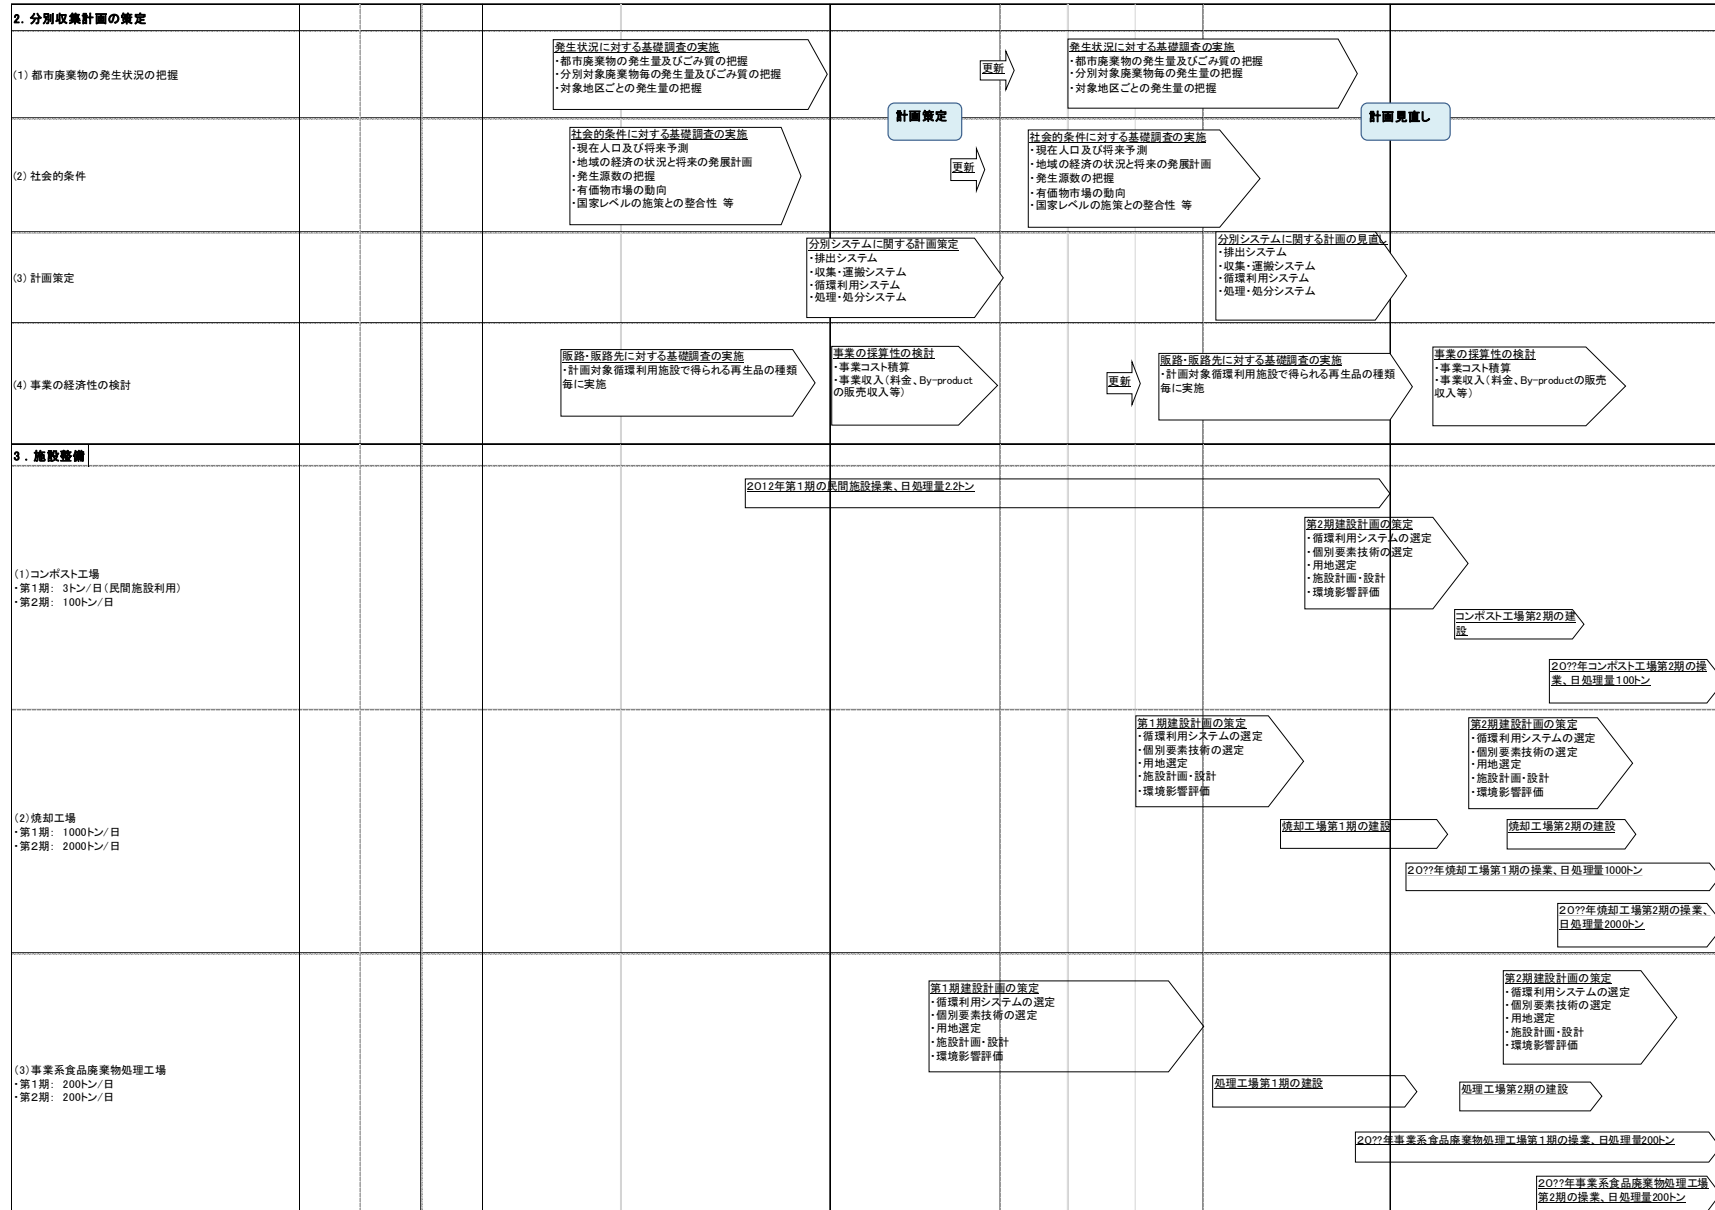 2. 分別収集計画の策定
(1) 都市廃棄物の発生状況の把握
発生状況に対する基礎調査の実施
・都市廃棄物の発生量及びごみ質の把握
・分別対象廃棄物毎の発生量及びごみ質の把握
・対象地区ごとの発生量の把握
更新
発生状況に対する基礎調査の実施
・都市廃棄物の発生量及びごみ質の把握
・分別対象廃棄物毎の発生量の把握
・対象地区ごとの発生量の把握
計画策定
計画見直し
(2) 社会的条件
社会的条件に対する基礎調査の実施
・現在人口及び将来予測
・地域の経済の状況と将来の発展計画
・発生源数の把握
・有価物市場の動向
・国家レベルの施策との整合性 等
更新
社会的条件に対する基礎調査の実施
・現在人口及び将来予測
・地域の経済の状況と将来の発展計画
・発生源数の把握
・有価物市場の動向
・国家レベルの施策との整合性 等
(3) 計画策定
分別システムに関する計画策定
・排出システム
・収集・運搬システム
・循環利用システム
・処理・処分システム
分別システムに関する計画の見直し
・排出システム
・収集・運搬システム
・循環利用システム
・処理・処分システム
(4) 事業の経済性の検討
販路・販路先に対する基礎調査の実施
・計画対象循環利用施設で得られる再生品の種類
毎に実施
事業の採算性の検討
・事業コスト積算
・事業収入(料金、By-product
の販売収入等)
更新
販路・販路先に対する基礎調査の実施
・計画対象循環利用施設で得られる再生品の種類
毎に実施
事業の採算性の検討
・事業コスト積算
・事業収入(料金、By-productの販売
収入等)
3. 施設整備
2012年第1期の民間施設操業、日処理量2.2トン
(1)コンポスト工場
・第1期: 3トン/日(民間施設利用)
・第2期: 100トン/日
第2期建設計画の策定
・循環利用システムの選定
・個別要素技術の選定
・用地選定
・施設計画・設計
・環境影響評価
コンポスト工場第2期の建
設
20??年コンポスト工場第2期の操
業、日処理量100トン
(2)焼却工場
・第1期: 1000トン/日
・第2期: 2000トン/日
第1期建設計画の策定
・循環利用システムの選定
・個別要素技術の選定
・用地選定
・施設計画・設計
・環境影響評価
第2期建設計画の策定
・循環利用システムの選定
・個別要素技術の選定
・用地選定
・施設計画・設計
・環境影響評価
焼却工場第1期の建設
焼却工場第2期の建設
20??年焼却工場第1期の操業、日処理量1000トン
20??年焼却工場第2期の操業、
日処理量2000トン
(3)事業系食品廃棄物処理工場
・第1期: 200トン/日
・第2期: 200トン/日
第1期建設計画の策定
・循環利用システムの選定
・個別要素技術の選定
・用地選定
・施設計画・設計
・環境影響評価
第2期建設計画の策定
・循環利用システムの選定
・個別要素技術の選定
・用地選定
・施設計画・設計
・環境影響評価
処理工場第1期の建設
処理工場第2期の建設
20??年事業系食品廃棄物処理工場第1期の操業、日処理量200トン
20??年事業系食品廃棄物処理工場
第2期の操業、日処理量200トン